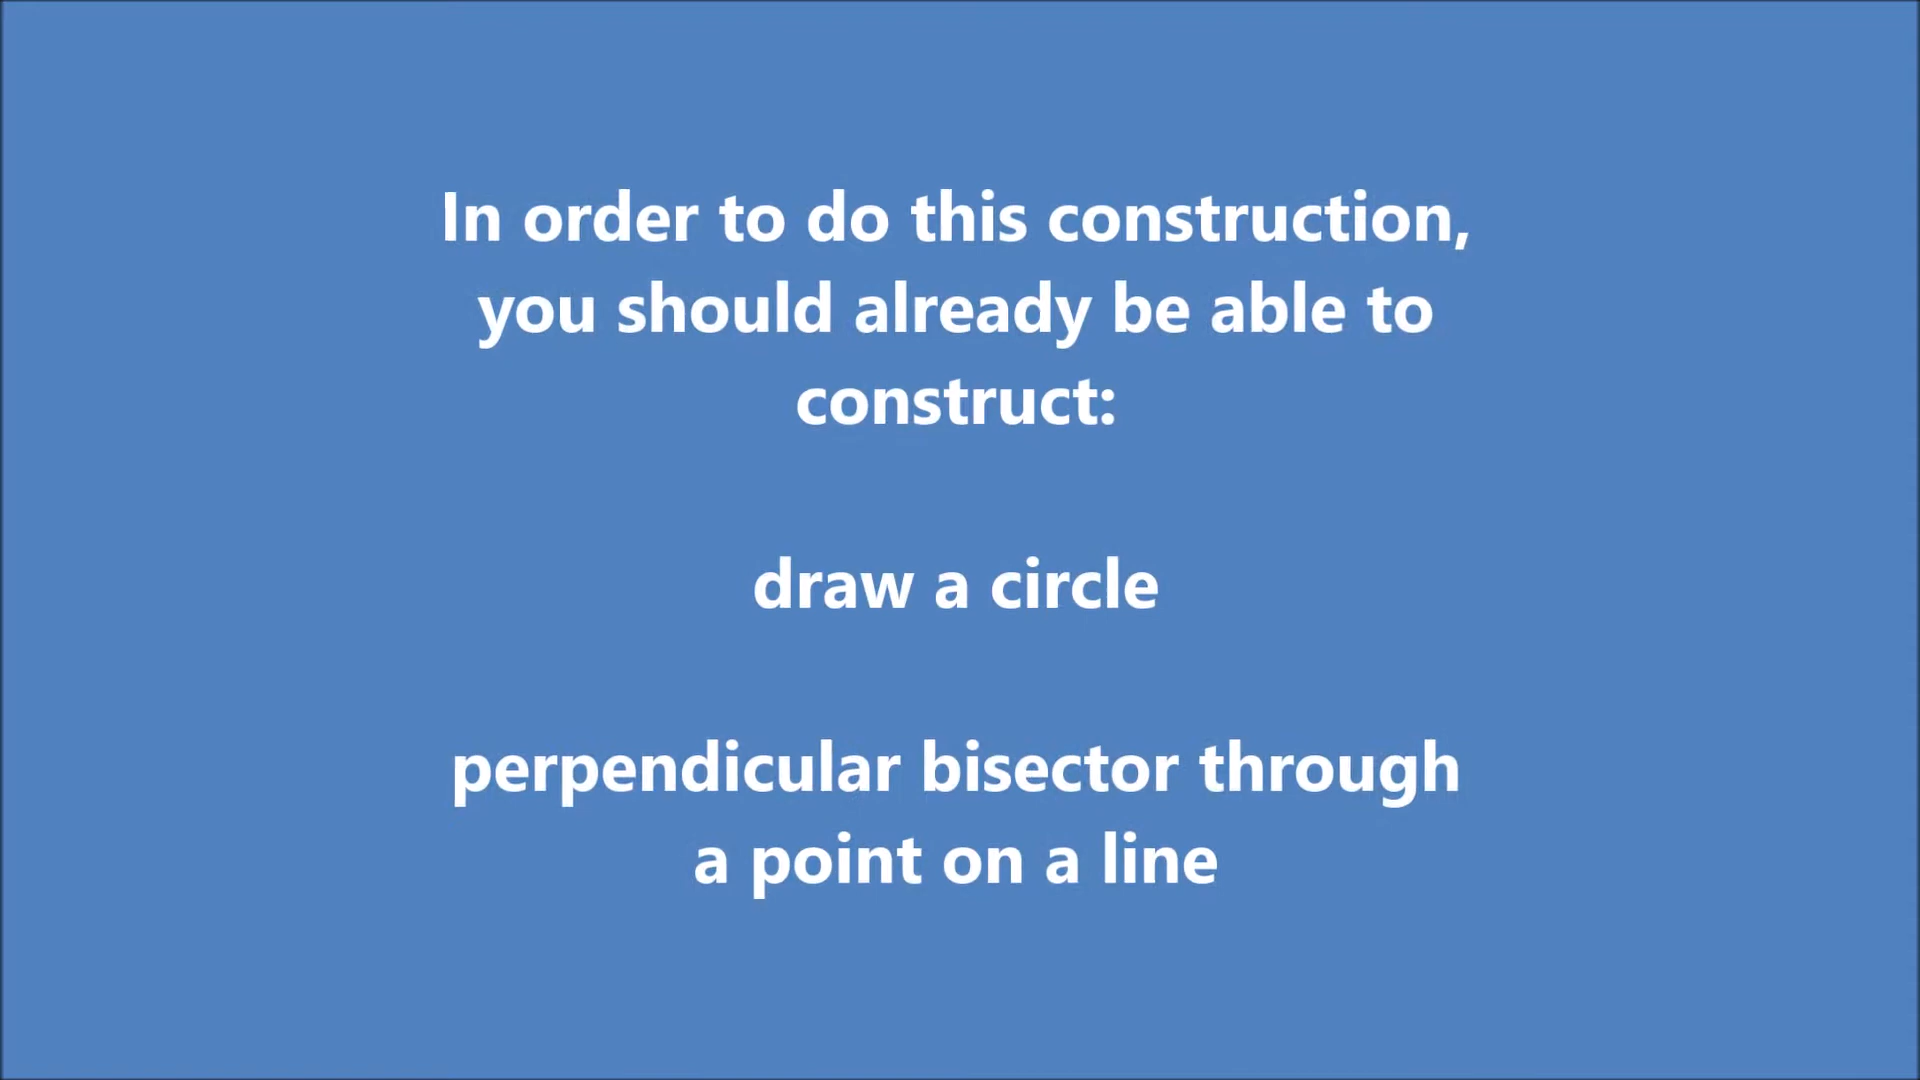 In order to do this construction,
you should already be able to
construct:
draw a circle
perpendicular bisector through
a point on a line